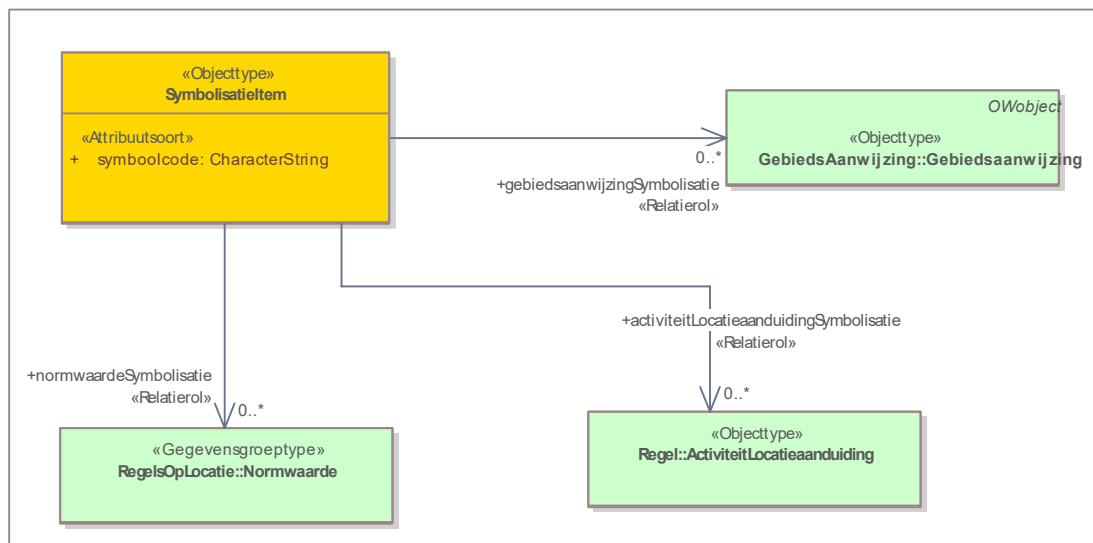 «Objecttype»
SymbolisatieItem
«Attribuutsoort»
+ symboolcode: CharacterString
OWobject
«Objecttype»
GebiedsAanwijzing::Gebiedsaanwijzing
0..*
+gebiedsaanwijzingSymbolisatie
«Relatierol»
+activiteitLocatieaanduidingSymbolisatie
«Relatierol»
0..*
+normwaardeSymbolisatie
«Relatierol»
0..*
«Gegevensgroeptype»
RegelsOpLocatie::Normwaarde
«Objecttype»
Regel::ActiviteitLocatieaanduiding